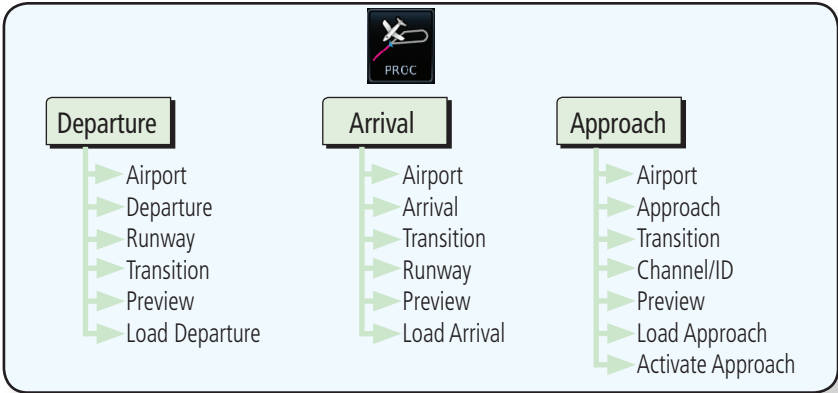 PROC
Departure
Airport
Departure
Runway
Transition
Preview
Load Departure
Arrival
Airport
Arrival
Transition
Runway
Preview
Load Arrival
Approach
Airport
Approach
Transition
Channel/ID
Preview
Load Approach
Activate Approach